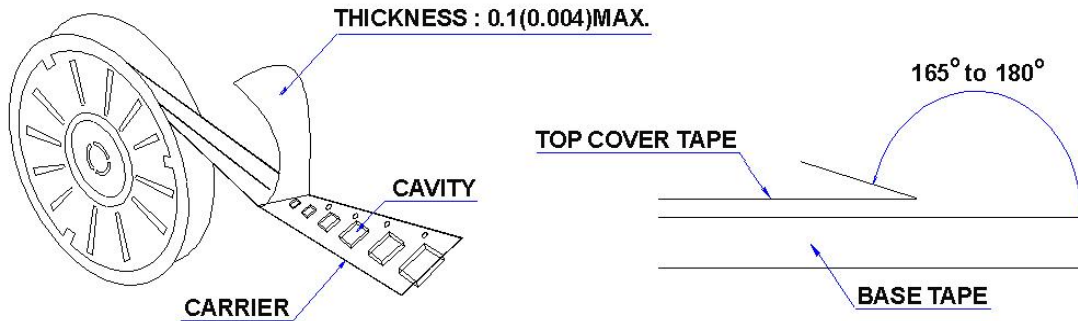 THICKNESS : 0.1(0.004)MAX.
CAVITY
CARRIER
165° to 180°
TOP COVER TAPE
BASE TAPE